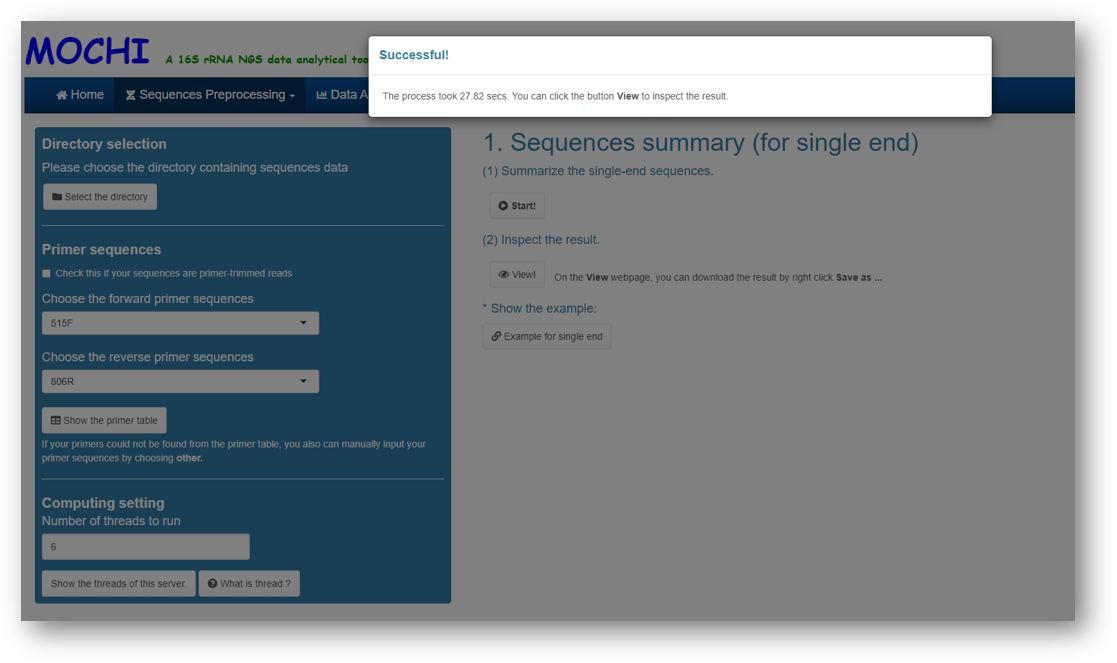 MOCHI A 16S rRNA NGS data analytical too
Successful!
The process took 27.82 secs. You can click the button View to inspect the result.
Home Sequences Preprocessing Data A
Directory selection
Please choose the directory containing sequences data
Select the directory
Primer sequences
Check this if your sequences are primer-trimmed reads
Choose the forward primer sequences
515F
Choose the reverse primer sequences
806R
Show the primer table
If your primers could not be found from the primer table, you also can manually input your
primer sequences by choosing other.
Computing setting
Number of threads to run
6
Show the threads of this server.
What is thread ?
1. Sequences summary (for single end)
(1) Summarize the single-end sequences.
Start!
(2) Inspect the result.
View! On the View webpage, you can download the result by right click Save as ...
* Show the example:
Example for single end